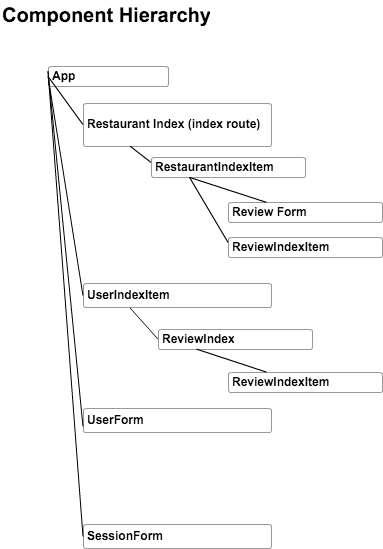 Component Hierarchy
App
Restaurant Index (index route)
RestaurantIndexItem
Review Form
ReviewIndexItem
UserIndexItem
ReviewIndex
ReviewIndexItem
UserForm
SessionForm